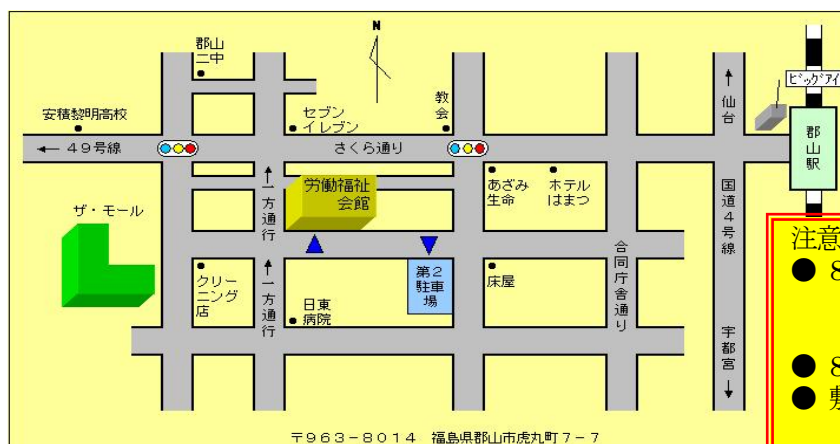 N
郡山
二中
ビッグアイ
安積黎明高校
セブン
イレブン
教
会
↑
仙
台
← 49号線
さくら通り
郡
山
駅
↑
一
方
通
行
労働福祉
会館
あざみ
生命
ホテル
はまつ
国
道
4
号
線
ザ・モール
合
同
庁
舎
通
り
クリー
ニング
店
↑
一
方
通
行
日東
病院
第2
駐車
場
床屋
宇
都
宮
↓
注意
● 8
● 8
●
〒963-8014 福島県郡山市虎丸町7-7